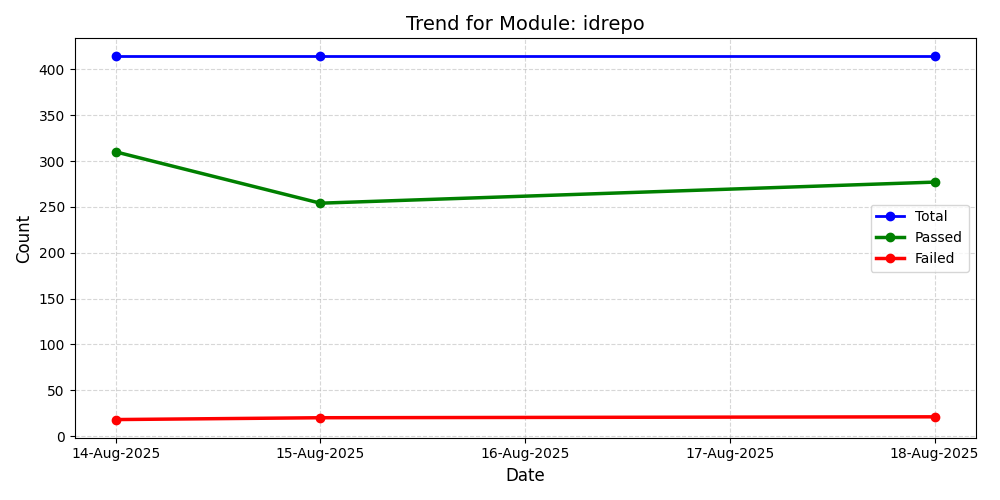 Trend for Module: idrepo
Count
400
350
300
250
200
150
100
50
0
Total
Passed
Failed
14-Aug-2025 15-Aug-2025 16-Aug-2025 17-Aug-2025 18-Aug-2025
Date